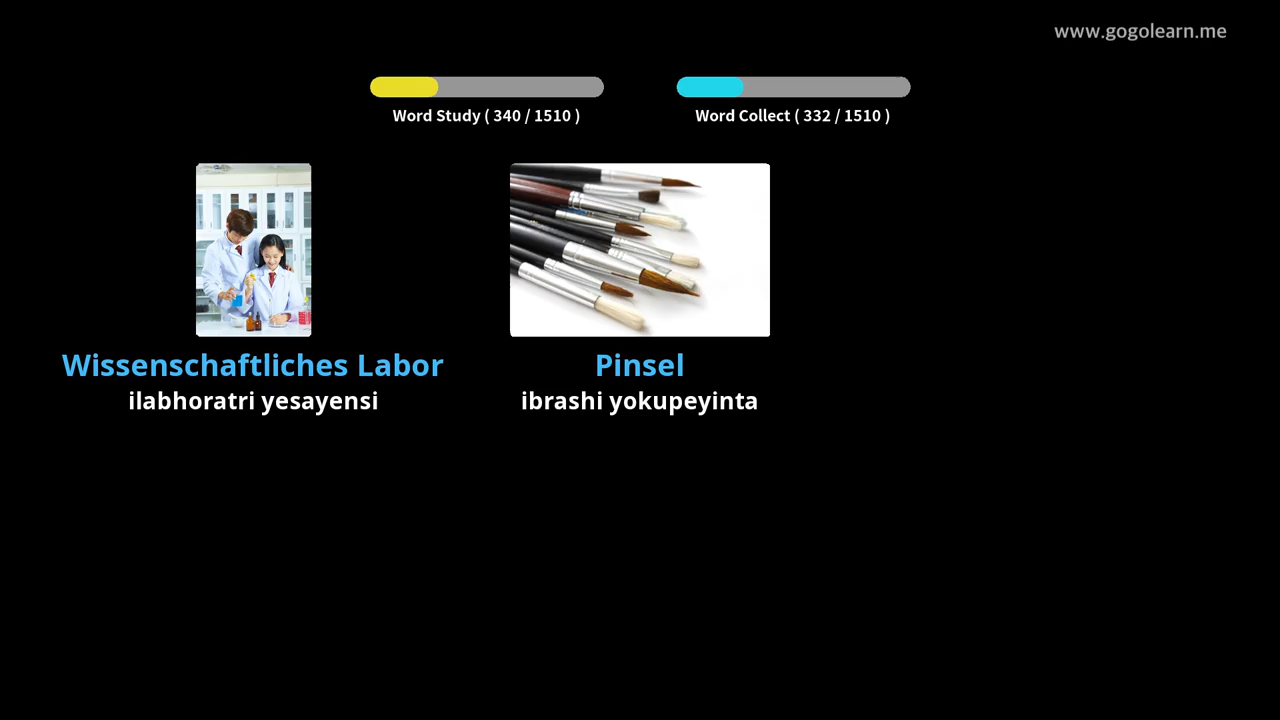 www.gogolearn.me
Word Study ( 340 / 1510 )
Word Collect ( 332 / 1510 )
Wissenschaftliches Labor
ilabhoratri yesayensi
Pinsel
ibrashi yokupeyinta